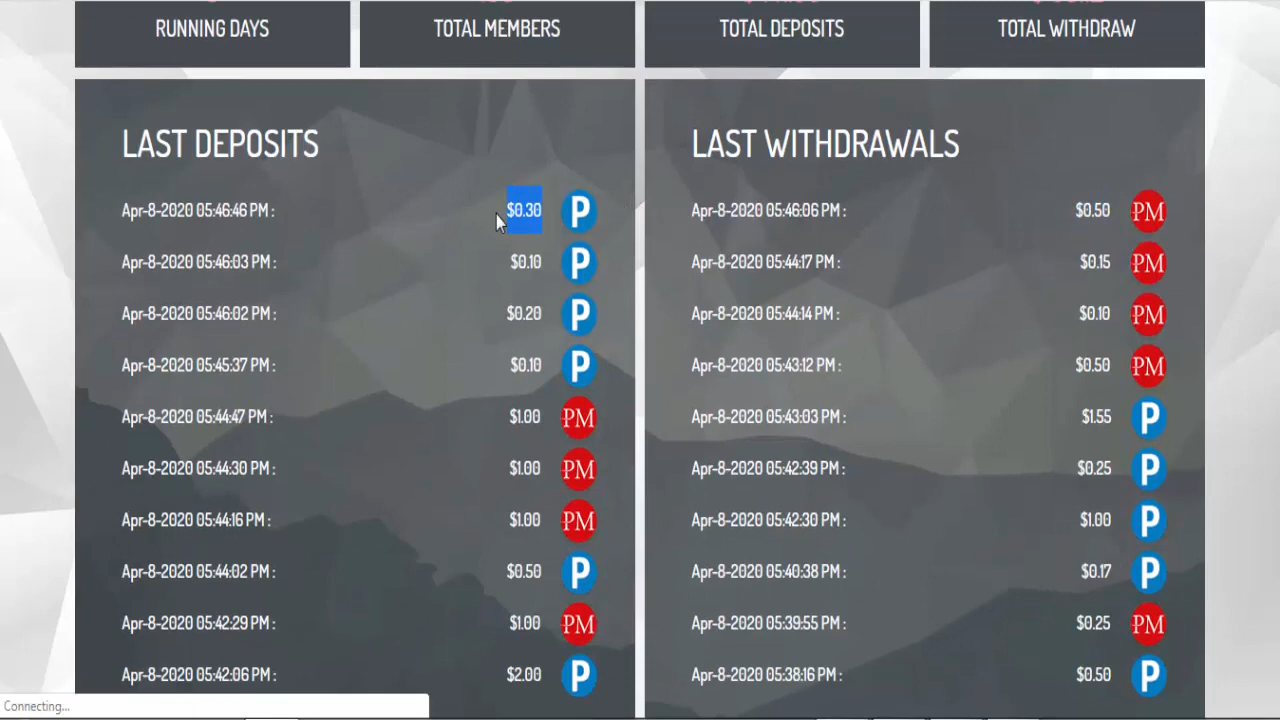 RUNNING DAYS
TOTAL MEMBERS
TOTAL DEPOSITS
TOTAL WITHDRAW
LAST DEPOSITS
Apr-8-2020 05:46:46 PM : $0.30 P
Apr-8-2020 05:46:03 PM : $0.10 P
Apr-8-2020 05:46:02 PM : $0.20 P
Apr-8-2020 05:45:37 PM : $0.10 P
Apr-8-2020 05:44:47 PM : $1.00 PM
Apr-8-2020 05:44:30 PM : $1.00 PM
Apr-8-2020 05:44:16 PM : $1.00 PM
Apr-8-2020 05:44:02 PM : $0.50 P
Apr-8-2020 05:42:29 PM : $1.00 PM
Apr-8-2020 05:42:06 PM : $2.00 P
LAST WITHDRAWALS
Apr-8-2020 05:46:06 PM : $0.50 PM
Apr-8-2020 05:44:17 PM : $0.15 PM
Apr-8-2020 05:44:14 PM : $0.10 PM
Apr-8-2020 05:43:12 PM : $0.50 PM
Apr-8-2020 05:43:03 PM : $1.55 P
Apr-8-2020 05:42:39 PM : $0.25 P
Apr-8-2020 05:42:30 PM : $1.00 P
Apr-8-2020 05:40:38 PM : $0.17 P
Apr-8-2020 05:39:55 PM : $0.25 PM
Apr-8-2020 05:38:16 PM : $0.50 P
Connecting...